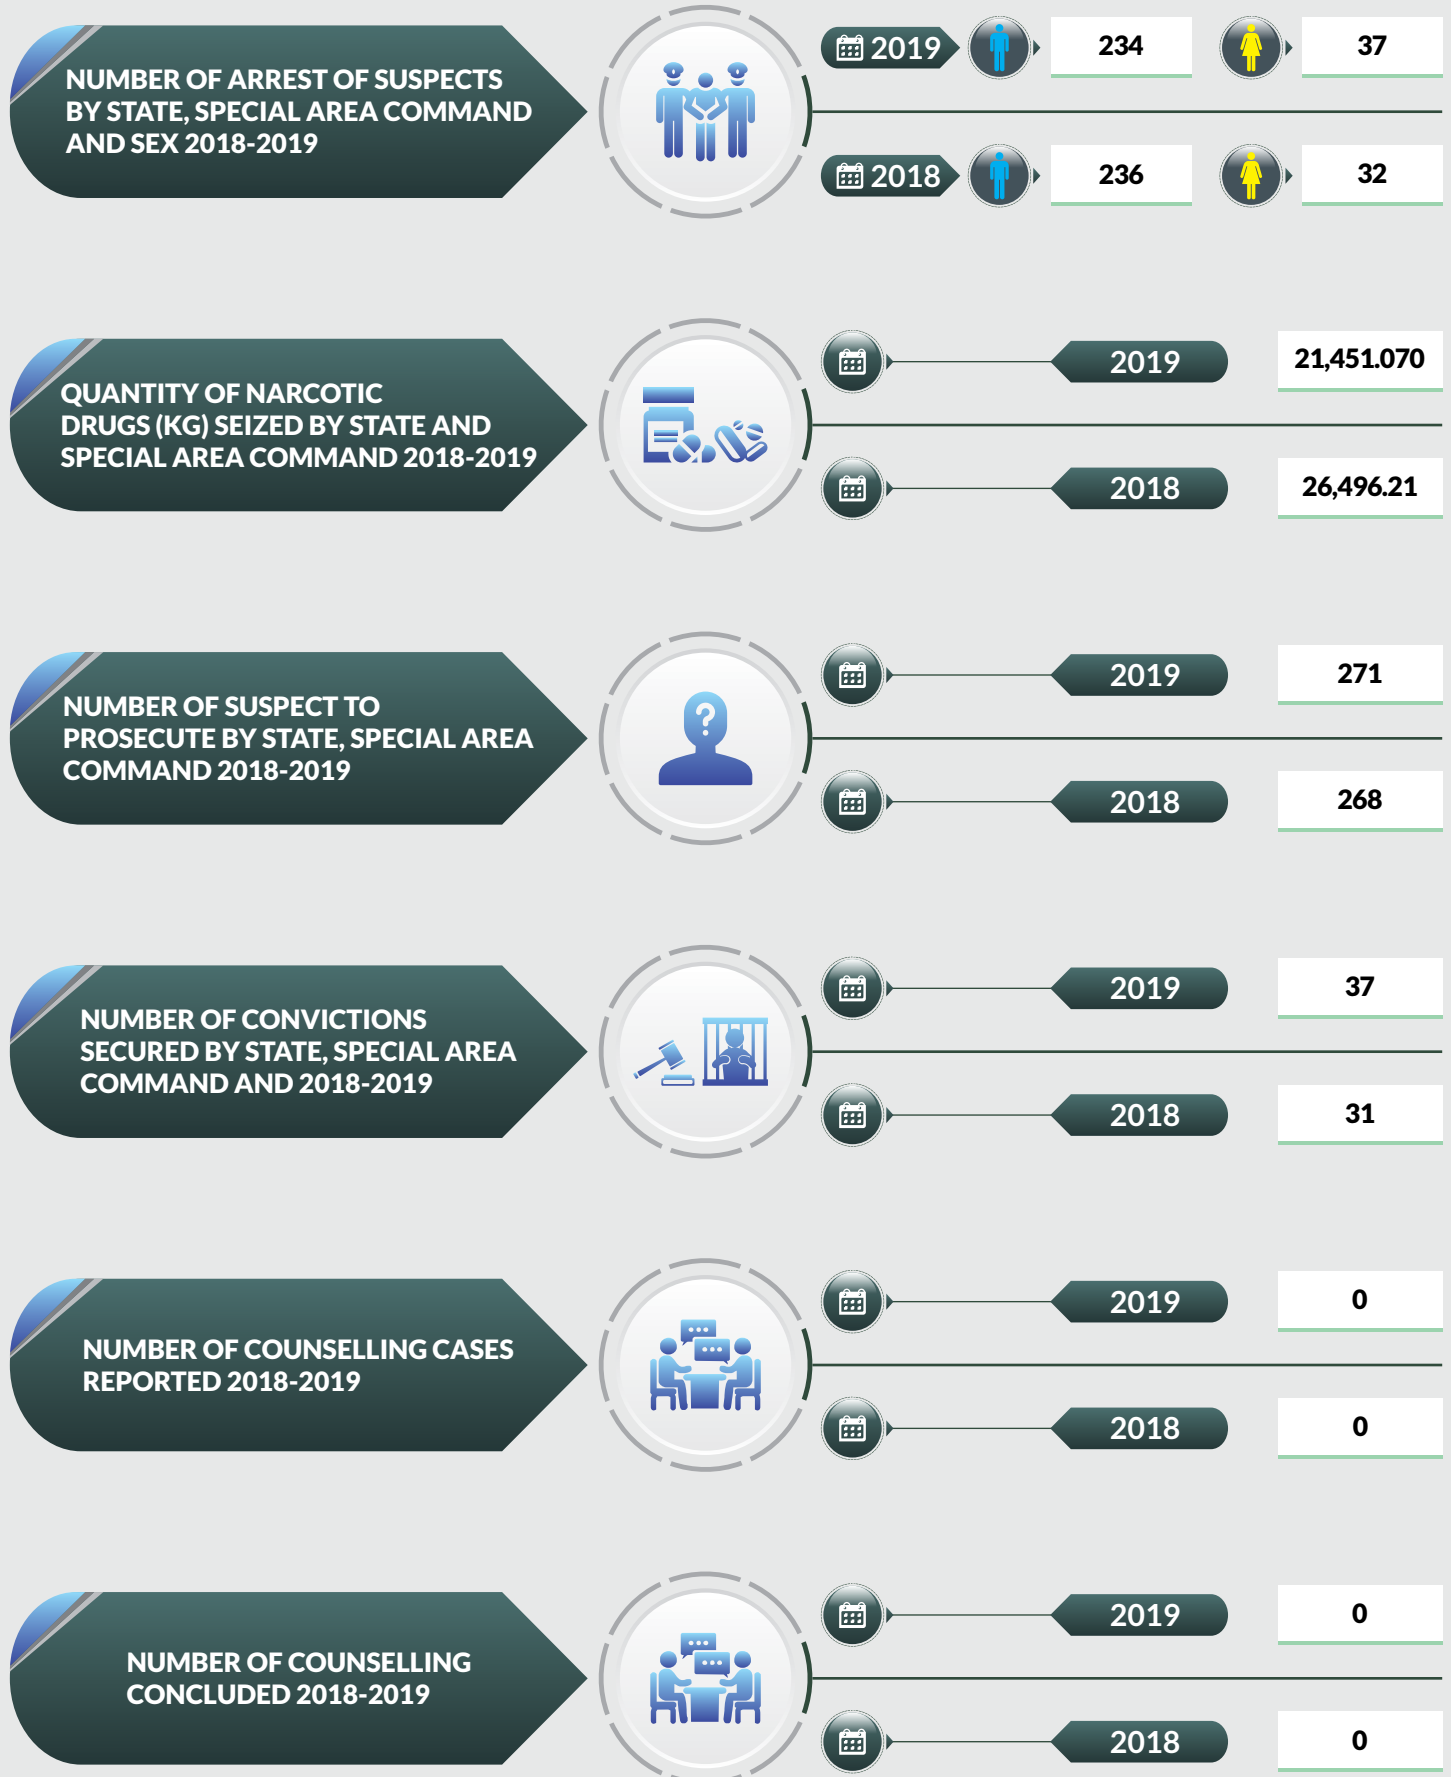 NUMBER OF ARREST OF SUSPECTS
BY STATE, SPECIAL AREA COMMAND
AND SEX 2018-2019
2019
234
37
2018
236
32
QUANTITY OF NARCOTIC
DRUGS (KG) SEIZED BY STATE AND
SPECIAL AREA COMMAND 2018-2019
2019
21,451.070
2018
26,496.21
NUMBER OF SUSPECT TO
PROSECUTE BY STATE, SPECIAL AREA
COMMAND 2018-2019
2019
271
2018
268
NUMBER OF CONVICTIONS
SECURED BY STATE, SPECIAL AREA
COMMAND AND 2018-2019
2019
37
2018
31
NUMBER OF COUNSELLING CASES
REPORTED 2018-2019
2019
0
2018
0
NUMBER OF COUNSELLING
CONCLUDED 2018-2019
2019
0
2018
0